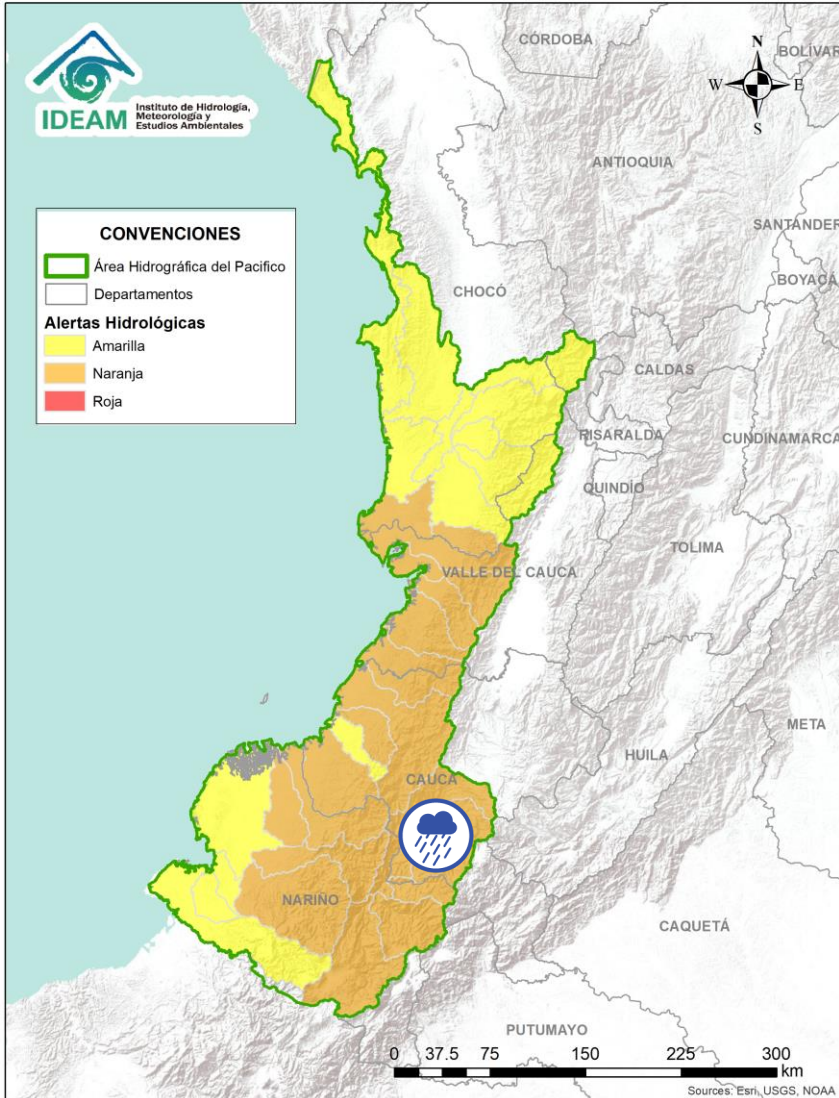 IDEAM
Instituto de Hidrología,
Meteorología y
Estudios Ambientales
N
W
E
S
CÓRDOBA
BOLÍVAR
ANTIOQUIA
SANTANDER
BOYACÁ
CHOCÓ
CALDAS
RISARALDA
CUNDINAMARCA
QUINDÍO
TOLIMA
VALLE DEL CAUCA
META
HUILA
CAUCA
NARIÑO
CAQUETÁ
PUTUMAYO
CONVENCIONES
Área Hidrográfica del Pacifico
Departamentos
Alertas Hidrológicas
Amarilla
Naranja
Roja
0 37.5 75 150 225 300
km
Sources: Esri, USGS, NOAA